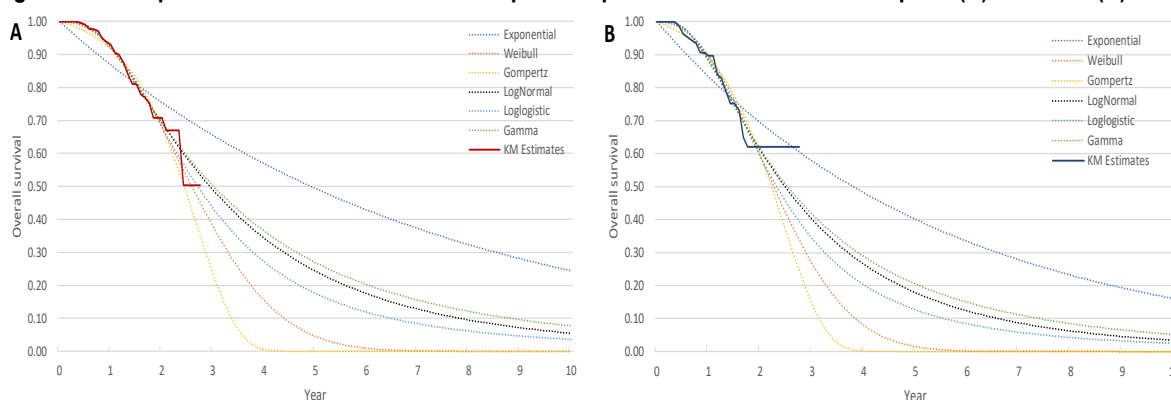 A
Overall survival
1.00
0.90
0.80
0.70
0.60
0.50
0.40
0.30
0.20
0.10
0.00
0 1 2 3 4 5 6 7 8 9 10
Year
Exponential
Weibull
Gompertz
LogNormal
Loglogistic
Gamma
KM Estimates
B
Overall survival
1.00
0.90
0.80
0.70
0.60
0.50
0.40
0.30
0.20
0.10
0.00
0 1 2 3 4 5 6 7 8 9
Year
Exponential
Weibull
Gompertz
LogNormal
Loglogistic
Gamma
KM Estimates